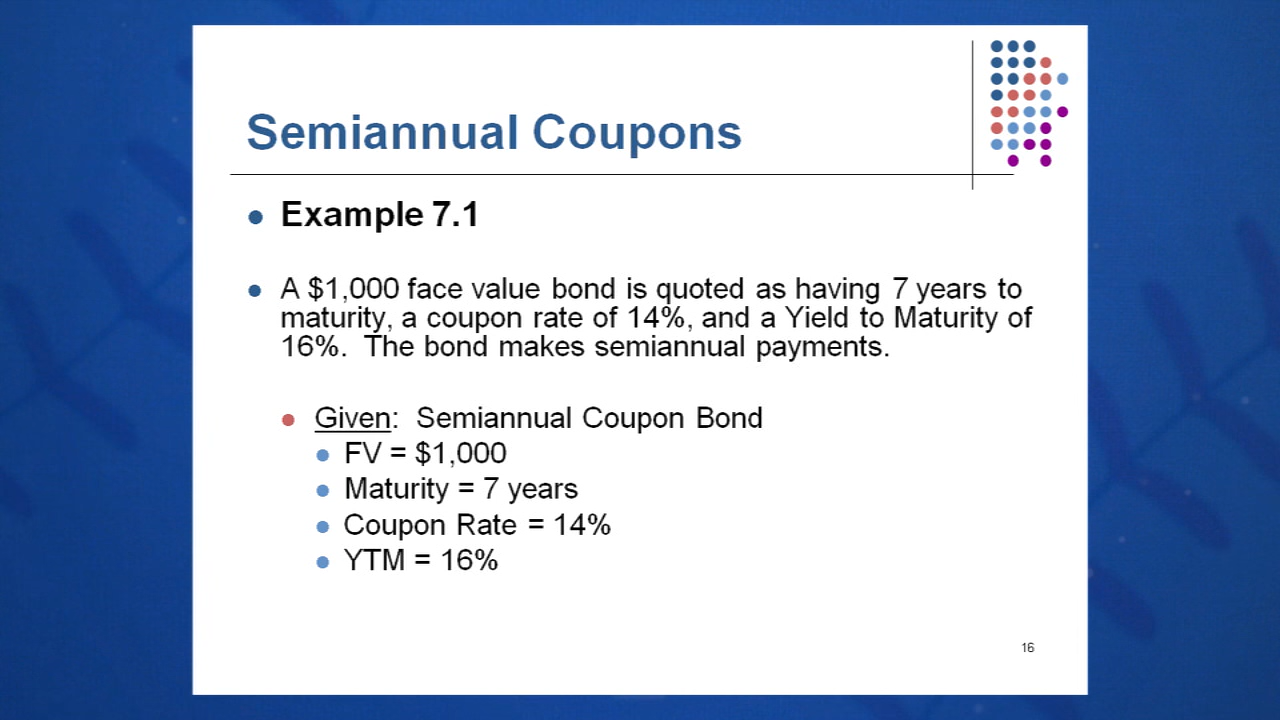 Semiannual Coupons
Example 7.1
A $1,000 face value bond is quoted as having 7 years to
maturity, a coupon rate of 14%, and a Yield to Maturity of
16%.  The bond makes semiannual payments.
Given:  Semiannual Coupon Bond
FV = $1,000
Maturity = 7 years
Coupon Rate = 14%
YTM = 16%
16